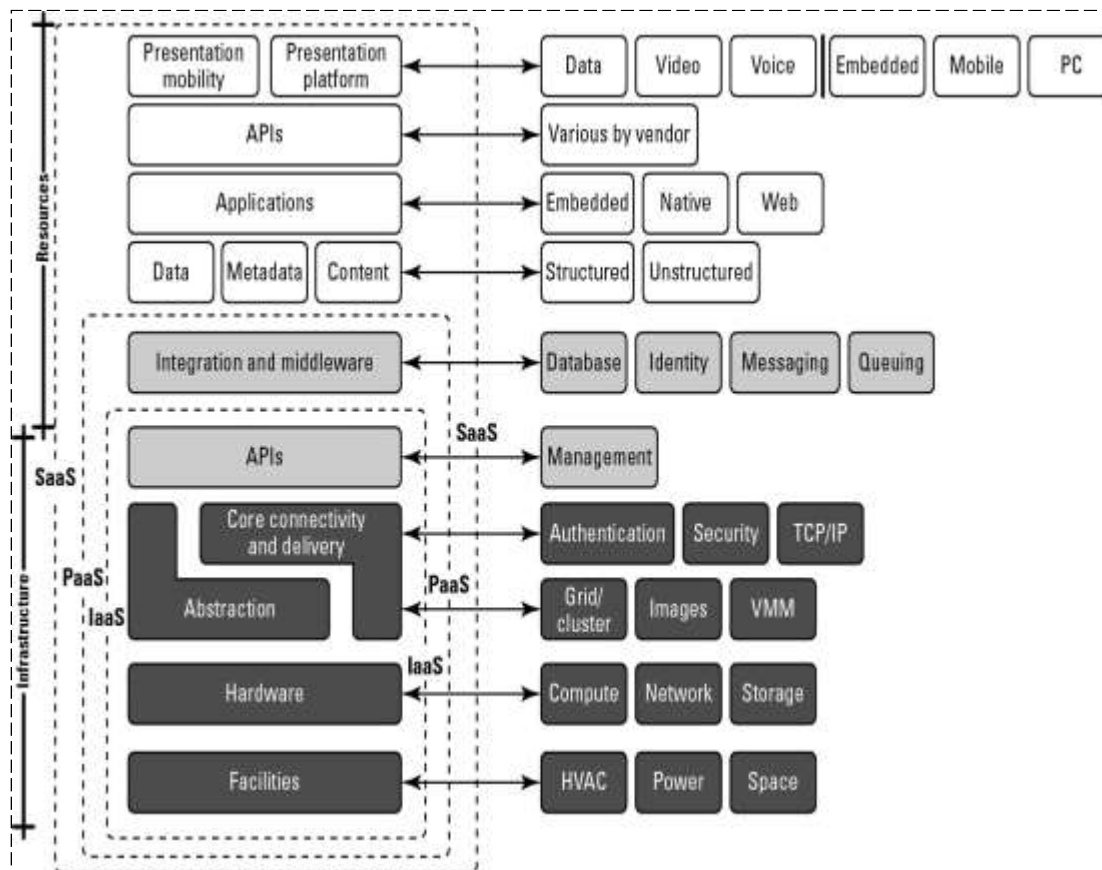 Presentation mobility
Presentation platform
Data
Video
Voice
Embedded
Mobile
PC
APIs
Various by vendor
Applications
Embedded
Native
Web
Resources
Data
Metadata
Content
Structured
Unstructured
Integration and middleware
Database
Identity
Messaging
Queuing
APIs
SaaS
Management
SaaS
Core connectivity and delivery
Authentication
Security
TCP/IP
PaaS
IaaS
Abstraction
PaaS
Grid/ cluster
Images
VMM
Infrastructure
IaaS
Hardware
Compute
Network
Storage
Facilities
HVAC
Power
Space